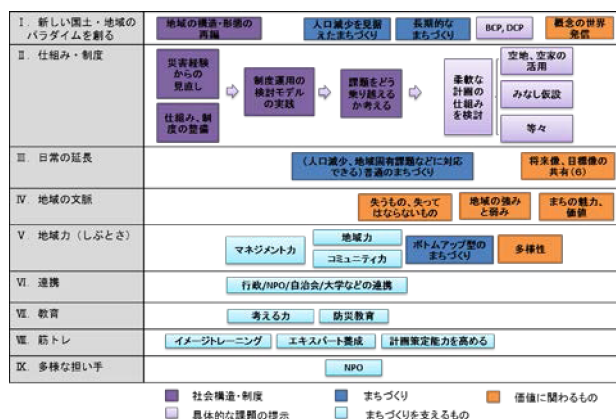 Ⅰ. 新しい国土・地域の
パラダイムを創る
地域の構造・形態の
再編
人口減少を見据
えたまちづくり
長期的な
まちづくり
BCP, DCP
概念の世界
発信
Ⅱ. 仕組み・制度
災害経験
からの
見直し
仕組み、制
度の整備
制度運用の
検討モデル
の実践
課題をどう
乗り越える
か考える
柔軟な
計画の
仕組み
を検討
空地、空家の
活用
みなし仮設
等々
Ⅲ. 日常の延長
(人口減少、地域固有課題などに対応
できる)普通のまちづくり
将来像、目標像の
共有(6)
Ⅳ. 地域の文脈
失うもの、失って
はならないもの
地域の強み
と弱み
まちの魅力、
価値
Ⅴ. 地域力(しぶとさ)
マネジメント力
地域力
コミュニティ力
ボトムアップ型の
まちづくり
多様性
Ⅵ. 連携
行政/NPO/自治会/大学などの連携
Ⅶ. 教育
考える力
防災教育
Ⅷ. 筋トレ
イメージトレーニング
エキスパート養成
計画策定能力を高める
Ⅸ. 多様な担い手
NPO
社会構造・制度
まちづくり
価値に関わるもの
具体的な課題の提示
まちづくりを支えるもの